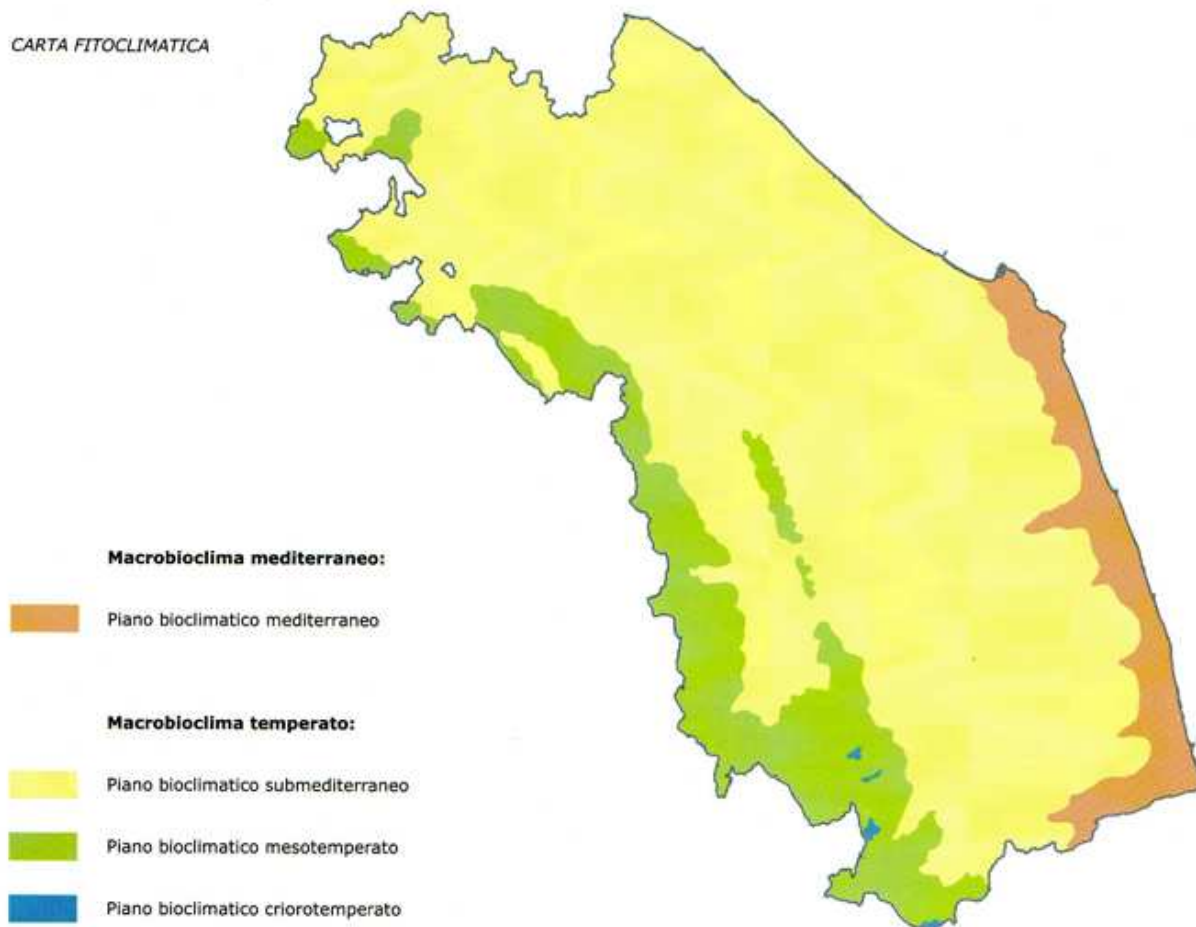 CARTA FITOCLIMATICA
Macrobioclima mediterraneo:
Piano bioclimatico mediterraneo
Macrobioclima temperato:
Piano bioclimatico submediterraneo
Piano bioclimatico mesotemperato
Piano bioclimatico criorotemperato